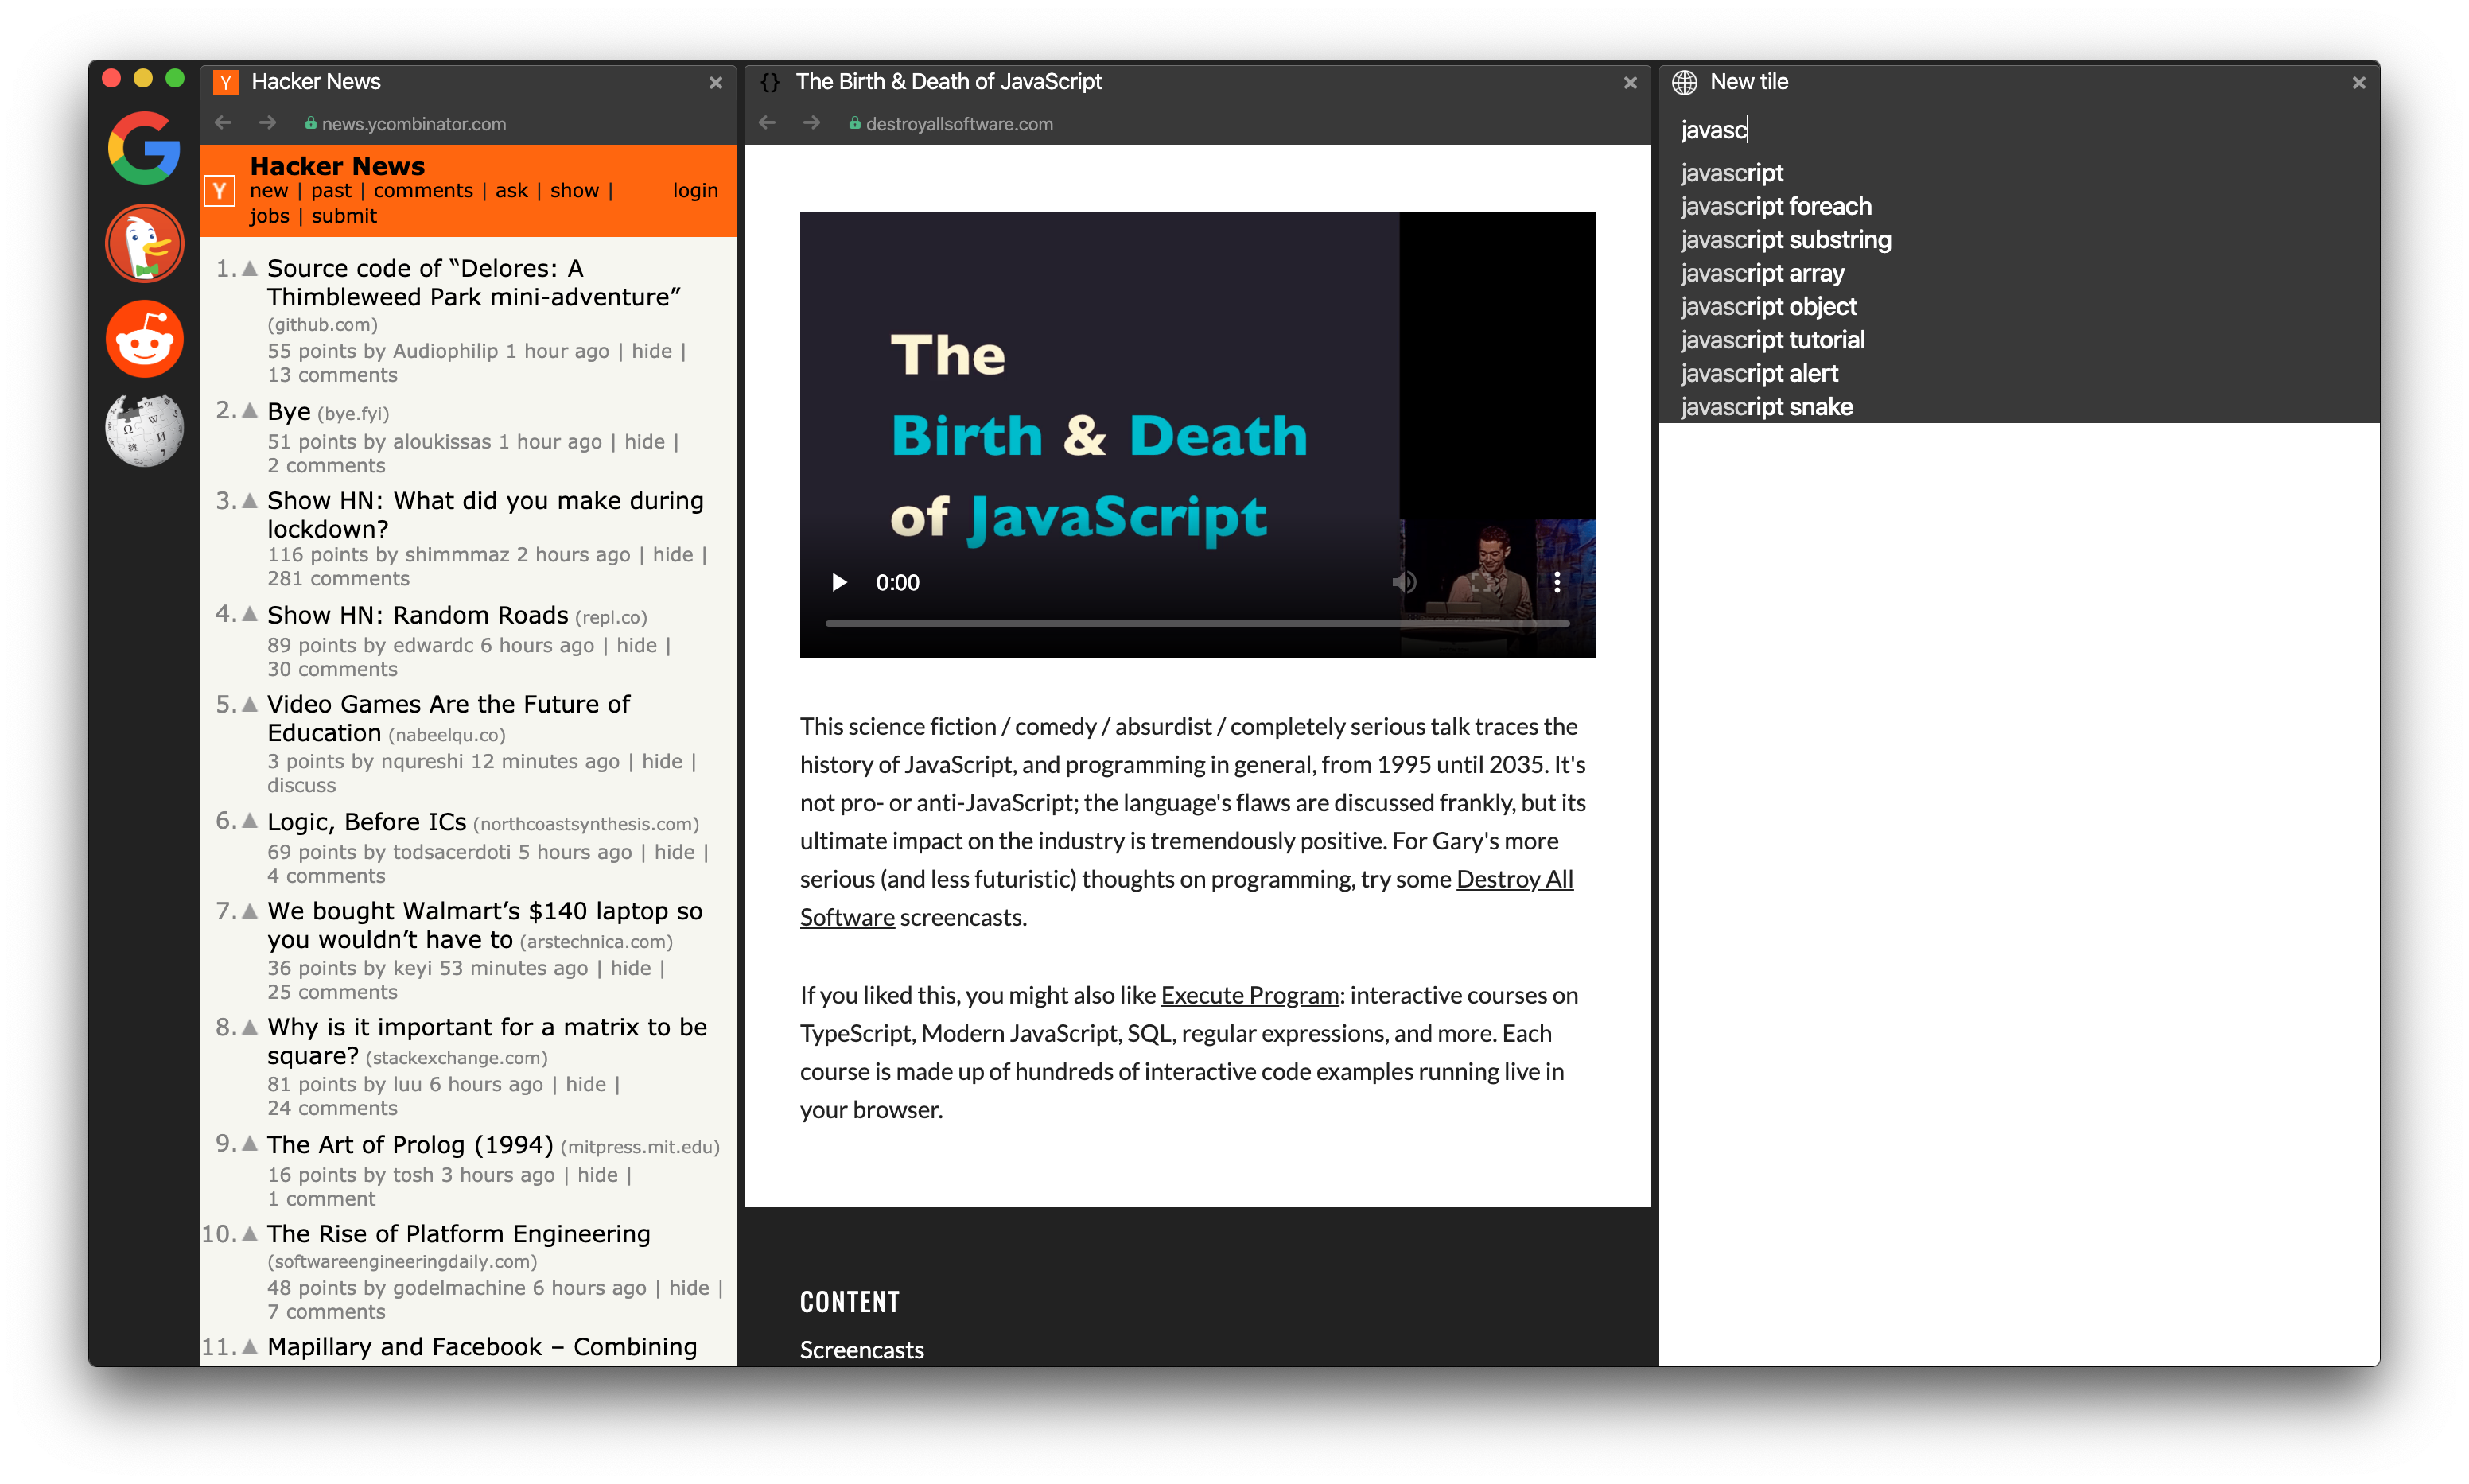 Y Hacker News
news.ycombinator.com
Y
Hacker News
new | past | comments | ask | show |
jobs | submit
login
1. Source code of “Delores: A
Thimbleweed Park mini-adventure”
(github.com)
55 points by Audiophilip 1 hour ago | hide |
13 comments
2. Bye (bye.fyi)
51 points by aloukissas 1 hour ago | hide |
2 comments
3. Show HN: What did you make during
lockdown?
116 points by shimmmaz 2 hours ago | hide |
281 comments
4. Show HN: Random Roads (repl.co)
89 points by edwardc 6 hours ago | hide |
30 comments
5. Video Games Are the Future of
Education (nabeelqu.co)
3 points by nqureshi 12 minutes ago | hide |
discuss
6. Logic, Before ICs (northcoastsynthesis.com)
69 points by todsacerdoti 5 hours ago | hide |
4 comments
7. We bought Walmart’s $140 laptop so
you wouldn’t have to (arstechnica.com)
36 points by keyi 53 minutes ago | hide |
25 comments
8. Why is it important for a matrix to be
square? (stackexchange.com)
81 points by luu 6 hours ago | hide |
24 comments
9. The Art of Prolog (1994) (mitpress.mit.edu)
16 points by tosh 3 hours ago | hide |
1 comment
10. The Rise of Platform Engineering
(softwareengineeringdaily.com)
48 points by godelmachine 6 hours ago | hide |
7 comments
11. Mapillary and Facebook – Combining
{} The Birth & Death of JavaScript
destroyallsoftware.com
The
Birth & Death
of JavaScript
0:00
This science fiction / comedy / absurdist / completely serious talk traces the
history of JavaScript, and programming in general, from 1995 until 2035. It's
not pro- or anti-JavaScript; the language's flaws are discussed frankly, but its
ultimate impact on the industry is tremendously positive. For Gary's more
serious (and less futuristic) thoughts on programming, try some Destroy All
Software screencasts.
If you liked this, you might also like Execute Program: interactive courses on
TypeScript, Modern JavaScript, SQL, regular expressions, and more. Each
course is made up of hundreds of interactive code examples running live in
your browser.
CONTENT
Screencasts
New tile
javasc
javascript
javascript foreach
javascript substring
javascript array
javascript object
javascript tutorial
javascript alert
javascript snake